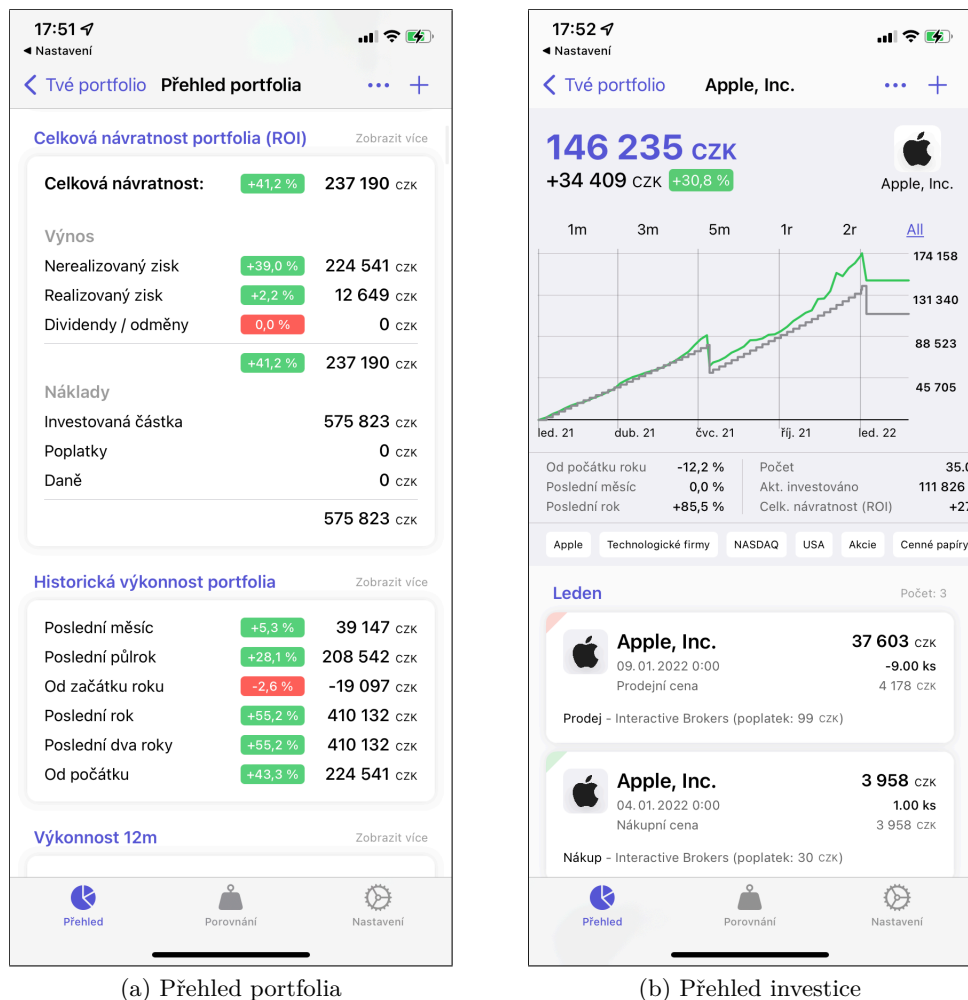 17:51
◀ Nastavení
Tvé portfolio Přehled portfolia
Celková návratnost portfolia (ROI) Zobrazit více
Celková návratnost: +41,2 % 237 190 CZK
Výnos
Nerealizovaný zisk +39,0 % 224 541 CZK
Realizovaný zisk +2,2 % 12 649 CZK
Dividendy / odměny 0,0 % 0 CZK
+41,2 % 237 190 CZK
Náklady
Investovaná částka 575 823 CZK
Poplatky 0 CZK
Daně 0 CZK
575 823 CZK
Historická výkonnost portfolia Zobrazit více
Poslední měsíc +5,3 % 39 147 CZK
Poslední půlrok +28,1 % 208 542 CZK
Od začátku roku -2,6 % -19 097 CZK
Poslední rok +55,2 % 410 132 CZK
Poslední dva roky +55,2 % 410 132 CZK
Od počátku +43,3 % 224 541 CZK
Výkonnost 12m Zobrazit více
Přehled Porovnání Nastavení
(a) Přehled portfolia
17:52
◀ Nastavení
Tvé portfolio Apple, Inc.
146 235 CZK
+34 409 CZK +30,8 %
Apple, Inc.
1m 3m 5m 1r 2r All
174 158
131 340
88 523
45 705
led. 21 dub. 21 čvc. 21 říj. 21 led. 22
Od počátku roku -12,2 % Počet 35.0
Poslední měsíc 0,0 % Akt. investováno 111 826
Poslední rok +85,5 % Celk. návratnost (ROI) +27
Apple Technologické firmy NASDAQ USA Akcie Cenné papíry
Leden Počet: 3
Apple, Inc. 37 603 CZK
09. 01. 2022 0:00 -9.00 ks
Prodejní cena 4 178 CZK
Prodej - Interactive Brokers (poplatek: 99 CZK)
Apple, Inc. 3 958 CZK
04. 01. 2022 0:00 1.00 ks
Nákupní cena 3 958 CZK
Nákup - Interactive Brokers (poplatek: 30 CZK)
Přehled Porovnání Nastavení
(b) Přehled investice